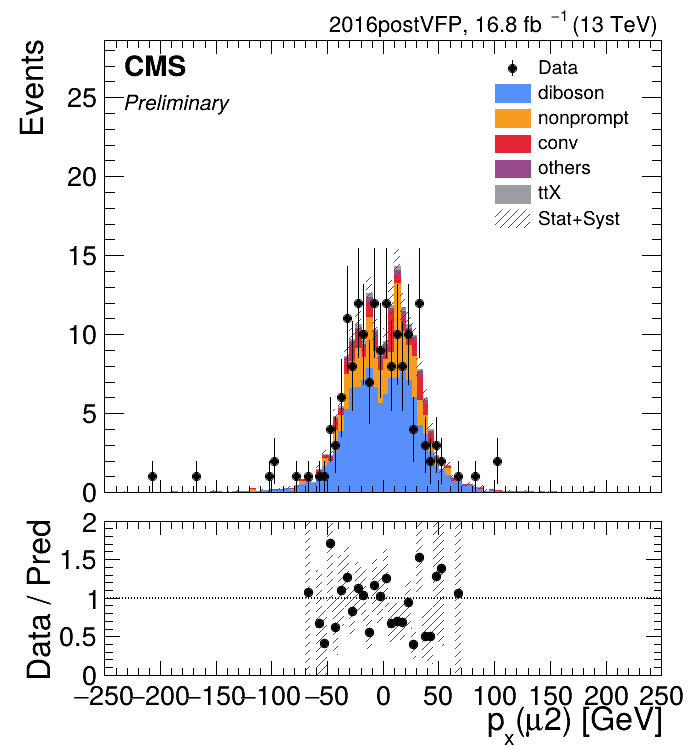 2016postVFP, 16.8 fb⁻¹ (13 TeV)
CMS
Preliminary
Events
25
20
15
10
5
0
Data
diboson
nonprompt
conv
others
ttX
Stat+Syst
Data / Pred
2
1.5
1
0.5
0
−250 −200 −150 −100 −50 0 50 100 150 200 250
pₓ(μ2) [GeV]